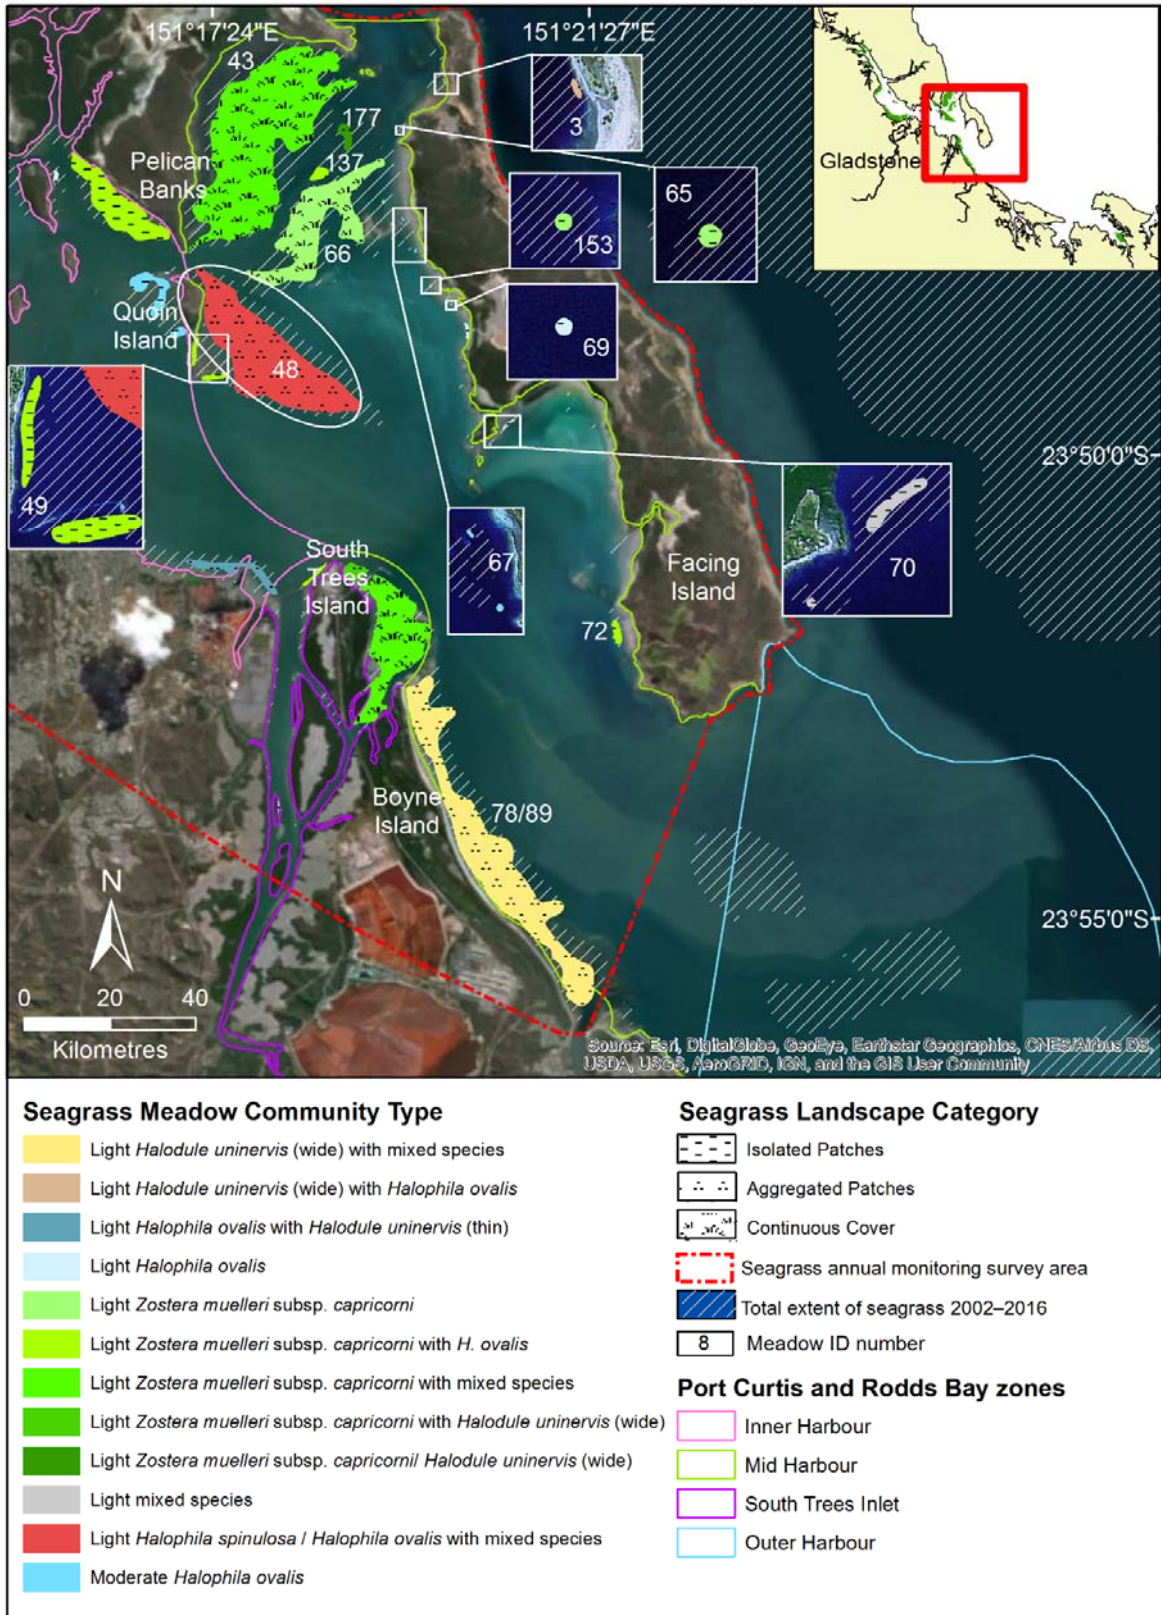 151°17'24"E
151°21'27"E
43
177
3
Pelican
Banks
137
65
Gladstone
153
66
Quoin
Island
69
48
23°50'0"S
49
South
Trees
Island
67
Facing
Island
70
72
Boyne
Island
78/89
N
23°55'0"S
0 20 40
Kilometres
Source: Esri, DigitalGlobe, GeoEye, Earthstar Geographics, CNES/Airbus DS,
USDA, USGS, AeroGRID, IGN, and the GIS User Community
Seagrass Meadow Community Type
Light Halodule uninervis (wide) with mixed species
Light Halodule uninervis (wide) with Halophila ovalis
Light Halophila ovalis with Halodule uninervis (thin)
Light Halophila ovalis
Light Zostera muelleri subsp. capricorni
Light Zostera muelleri subsp. capricorni with H. ovalis
Light Zostera muelleri subsp. capricorni with mixed species
Light Zostera muelleri subsp. capricorni with Halodule uninervis (wide)
Light Zostera muelleri subsp. capricorni/ Halodule uninervis (wide)
Light mixed species
Light Halophila spinulosa / Halophila ovalis with mixed species
Moderate Halophila ovalis
Seagrass Landscape Category
Isolated Patches
Aggregated Patches
Continuous Cover
Seagrass annual monitoring survey area
Total extent of seagrass 2002–2016
8 Meadow ID number
Port Curtis and Rodds Bay zones
Inner Harbour
Mid Harbour
South Trees Inlet
Outer Harbour